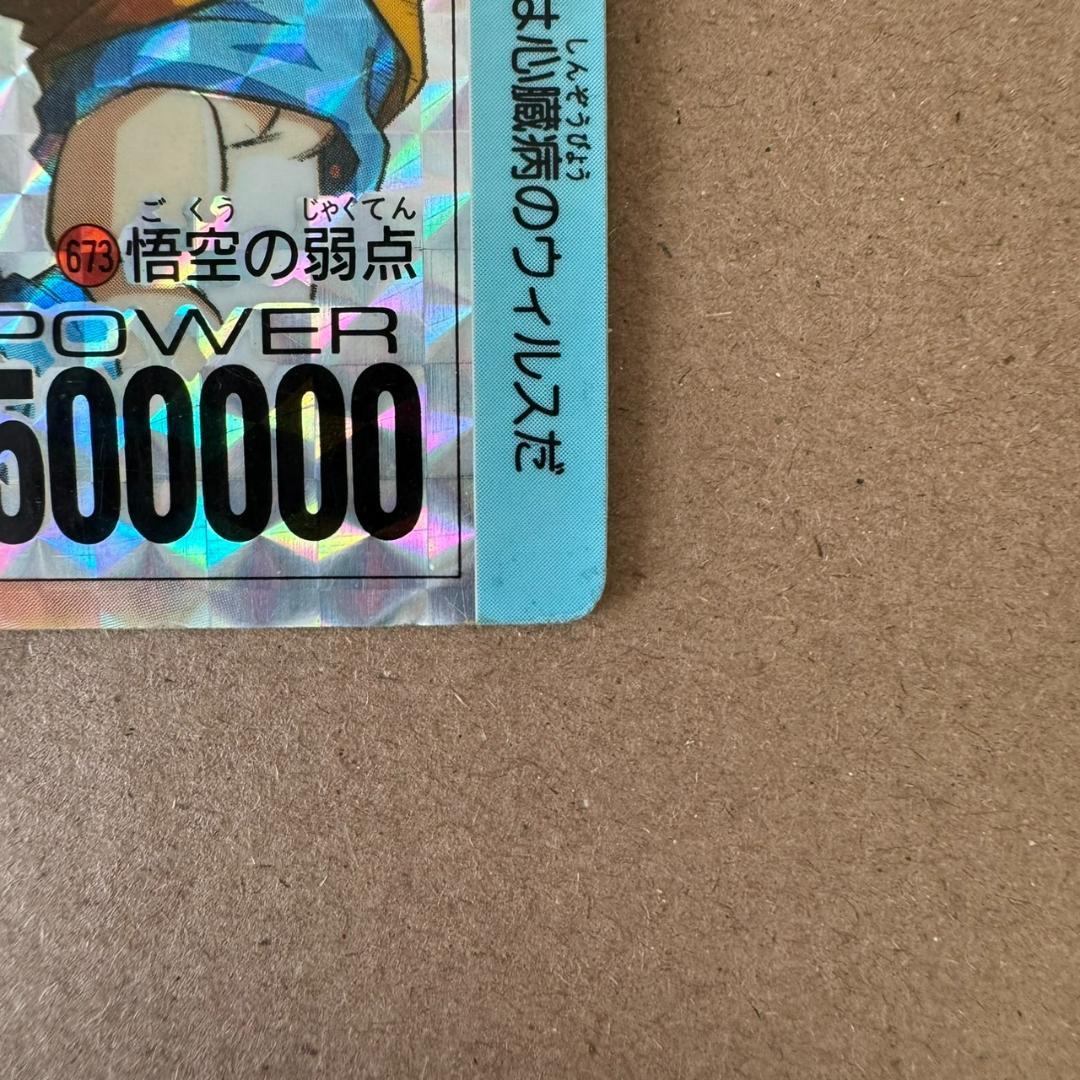 ごくう じゃくてん
673 悟空の弱点
POWER
500000
しんぞうびょう
は心臓病のウィルスだ